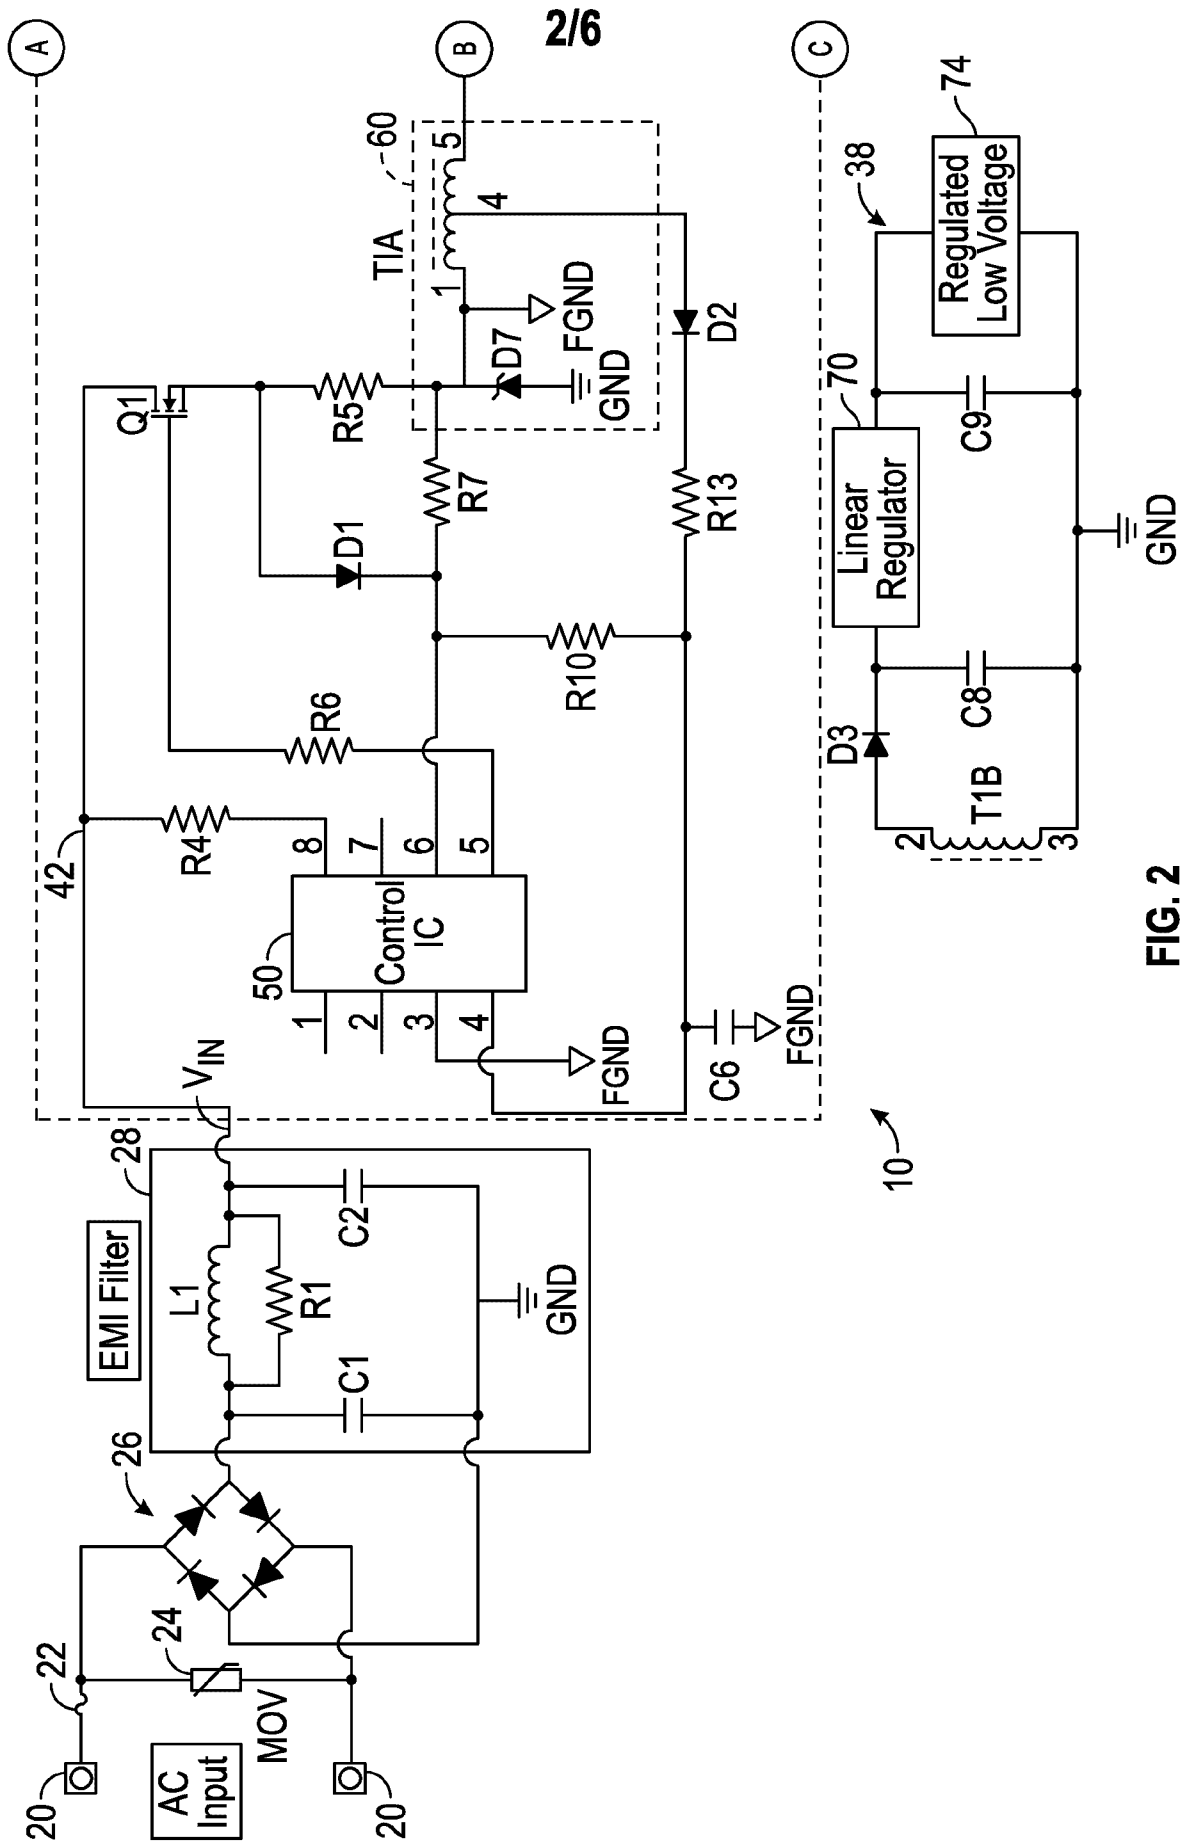 2/6
A
B
C
20
AC
Input
20
22
24
MOV
26
EMI Filter
28
L1
R1
C1
C2
GND
VIN
42
50
Control
IC
1
2
3
4
8
7
6
5
R4
R6
Q1
D1
R5
R7
R10
R13
D2
FGND
C6
FGND
TIA
60
1
5
4
D7
FGND
GND
10
T1B
2
3
D3
C8
Linear
Regulator
70
C9
GND
38
Regulated
Low Voltage
74
FIG. 2